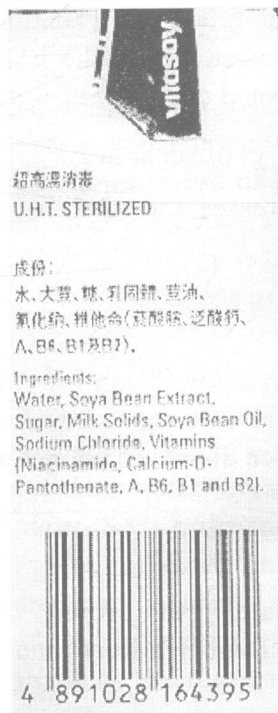 vitasoy
超高溫消毒
U.H.T. STERILIZED
成份：
水、大荳、糖、乳固體、荳油、
氯化鈉、維他命(菸酸胺、泛酸鈣、
A、B6、B1及B2)。
Ingredients:
Water, Soya Bean Extract,
Sugar, Milk Solids, Soya Bean Oil,
Sodium Chloride, Vitamins
(Niacinamide, Calcium-D-
Pantothenate, A, B6, B1 and B2).
4 891028 164395